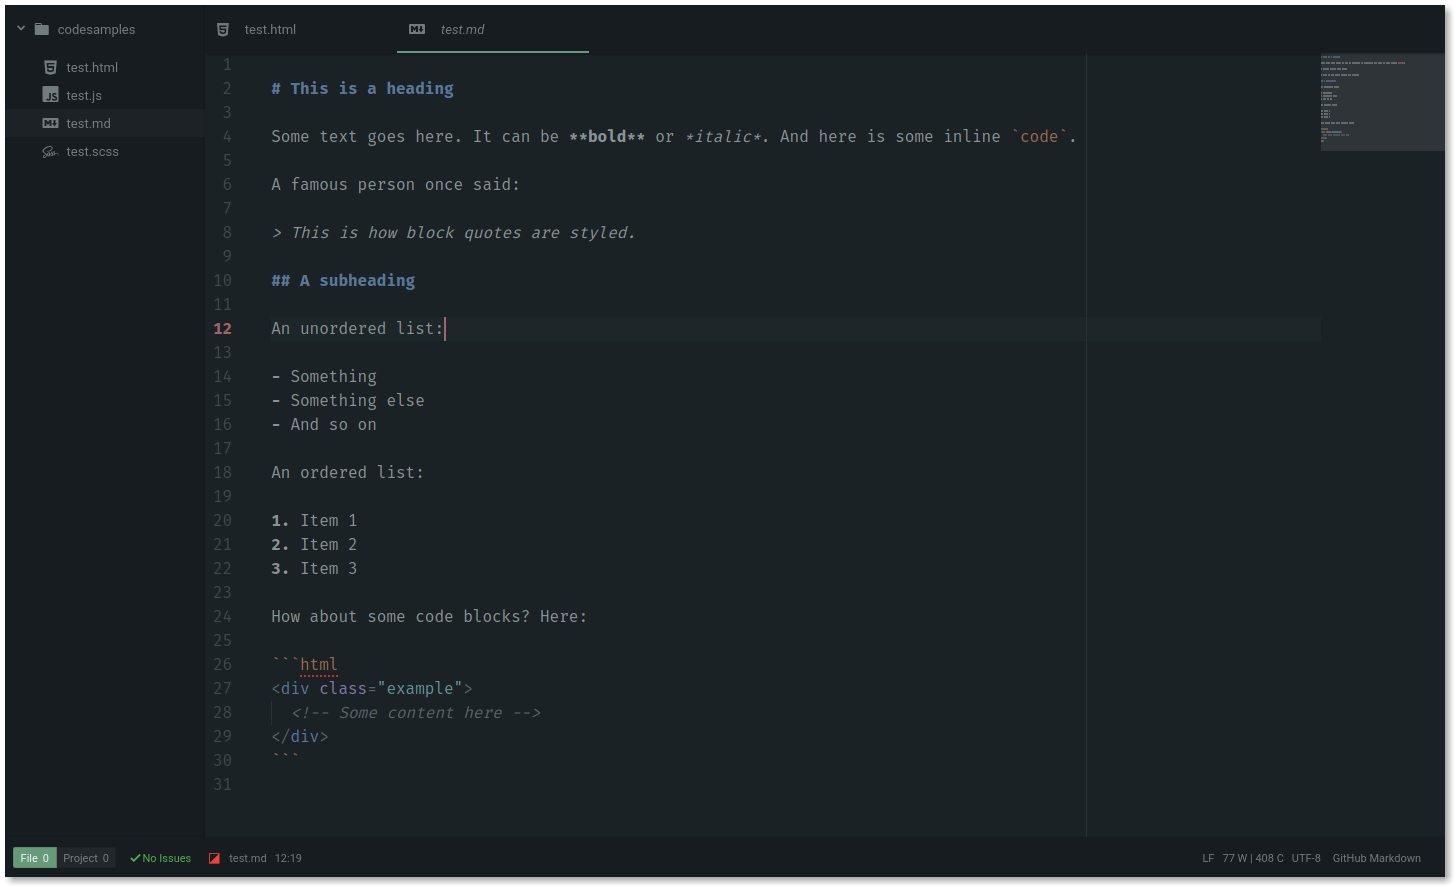 codesamples
test.html
test.js
test.md
test.scss
test.html test.md
1
2 # This is a heading
3
4 Some text goes here. It can be **bold** or *italic*. And here is some inline `code`.
5
6 A famous person once said:
7
8 > This is how block quotes are styled.
9
10 ## A subheading
11
12 An unordered list:
13
14 - Something
15 - Something else
16 - And so on
17
18 An ordered list:
19
20 1. Item 1
21 2. Item 2
22 3. Item 3
23
24 How about some code blocks? Here:
25
26 ```html
27 <div class="example">
28   <!-- Some content here -->
29 </div>
30 ```
31
File 0 Project 0 No Issues test.md 12:19 LF 77 W | 408 C UTF-8 GitHub Markdown